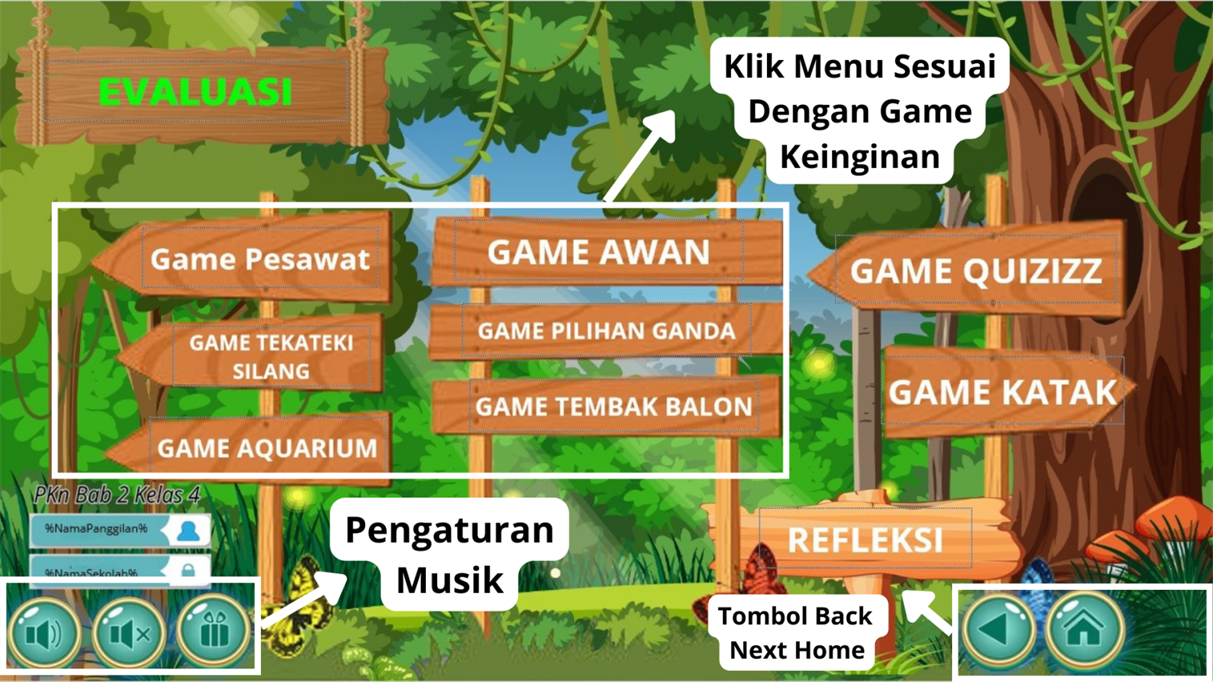 EVALUASI
Klik Menu Sesuai
Dengan Game
Keinginan
Game Pesawat
GAME TEKATEKI
SILANG
GAME AQUARIUM
GAME AWAN
GAME PILIHAN GANDA
GAME TEMBAK BALON
GAME QUIZIZZ
GAME KATAK
REFLEKSI
PKn Bab 2 Kelas 4
%NamaPanggilan%
%NamaSekolah%
Pengaturan
Musik
Tombol Back
Next Home